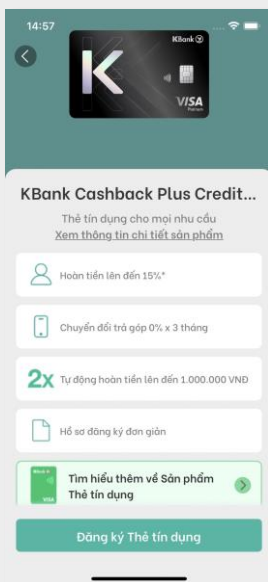 14:57
KBank
K
VISA
Platinum
KBank Cashback Plus Credit...
Thẻ tín dụng cho mọi nhu cầu
Xem thông tin chi tiết sản phẩm
Hoàn tiền lên đến 15%*
Chuyển đổi trả góp 0% x 3 tháng
2x Tự động hoàn tiền lên đến 1.000.000 VNĐ
Hồ sơ đăng ký đơn giản
Tìm hiểu thêm về Sản phẩm
Thẻ tín dụng
VISA
Đăng ký Thẻ tín dụng